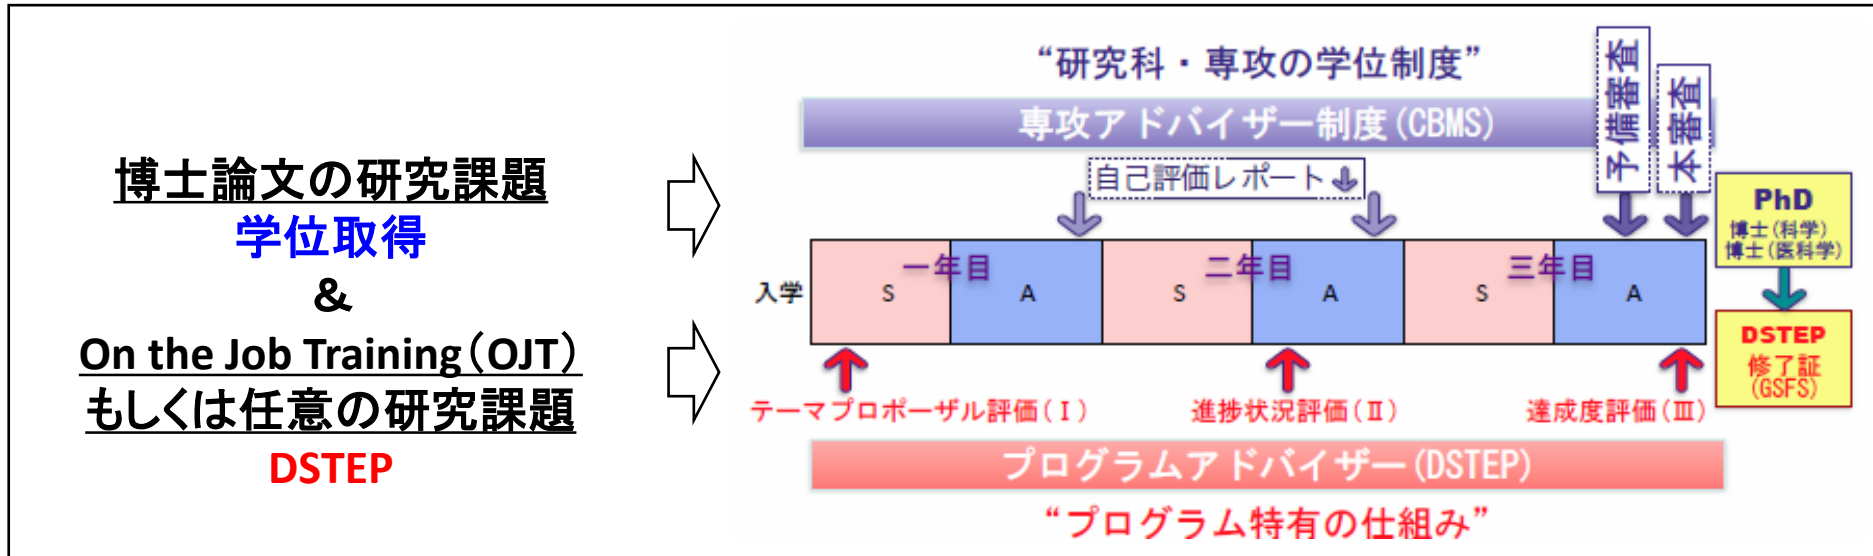 博士論文の研究課題
学位取得
&
On the Job Training(OJT)
もしくは任意の研究課題
DSTEP
“研究科・専攻の学位制度”
専攻アドバイザー制度(CBMS)
自己評価レポート↓
予備審査
本審査
入学
一年目
S
A
二年目
S
A
三年目
S
A
PhD
博士(科学)
博士(医科学)
DSTEP
修了証
(GSFS)
テーマプロポーザル評価(Ⅰ)
進捗状況評価(Ⅱ)
達成度評価(Ⅲ)
プログラムアドバイザー(DSTEP)
“プログラム特有の仕組み”